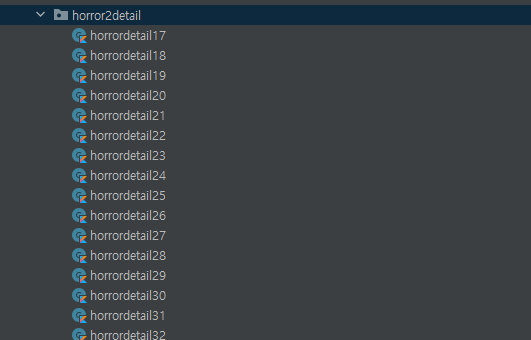 horror2detail
horrordetail17
horrordetail18
horrordetail19
horrordetail20
horrordetail21
horrordetail22
horrordetail23
horrordetail24
horrordetail25
horrordetail26
horrordetail27
horrordetail28
horrordetail29
horrordetail30
horrordetail31
horrordetail32